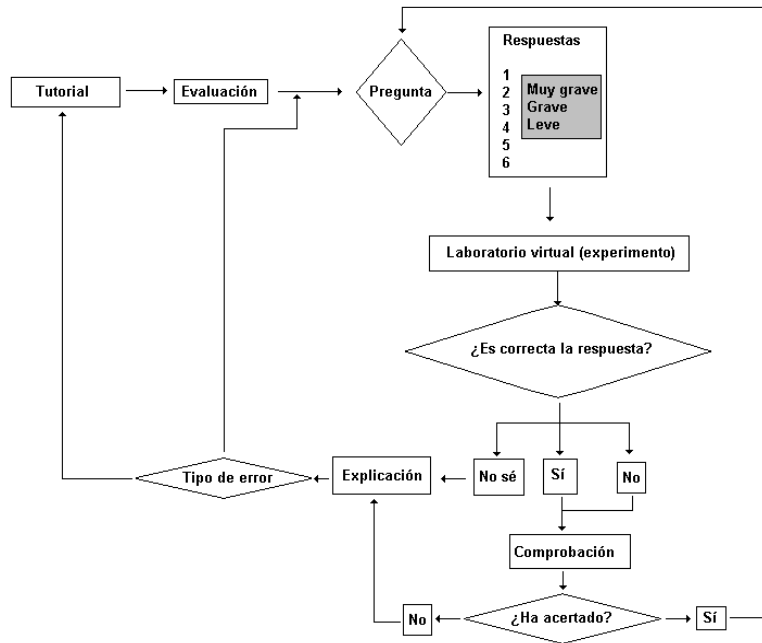 Respuestas
Tutorial
Evaluación
Pregunta
1
2
3
4
5
6
Muy grave
Grave
Leve
Laboratorio virtual (experimento)
¿Es correcta la respuesta?
Tipo de error
Explicación
No sé
Sí
No
Comprobación
No
¿Ha acertado?
Sí